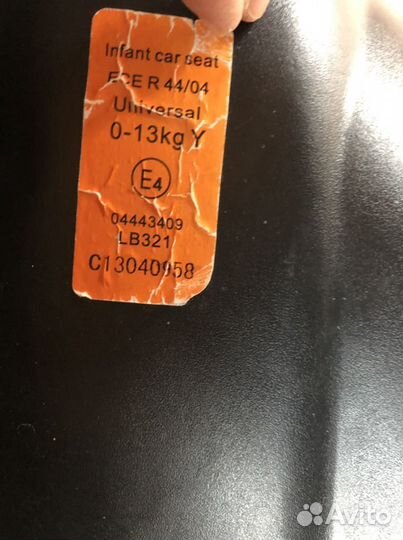 Infant car seat
ECE R 44/04
Universal
0-13kg Y
E4
04443409
LB321
C13040958
Avito